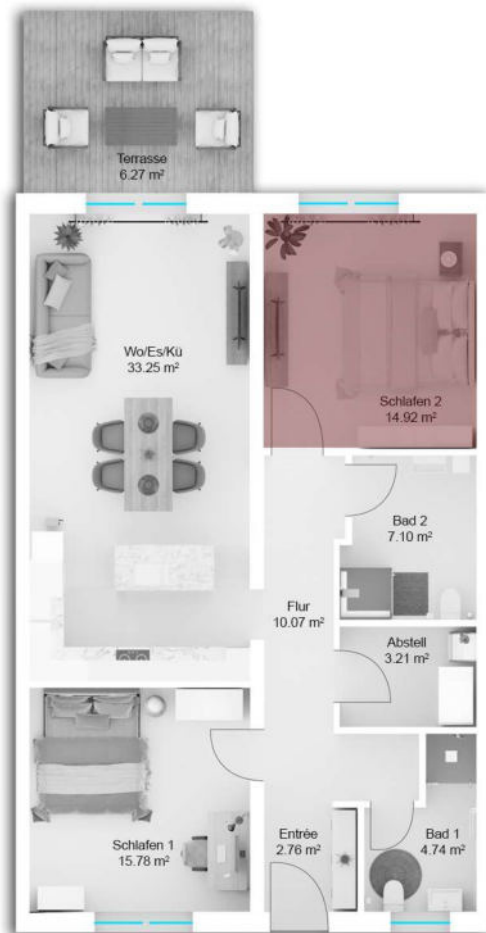 Terrasse
6.27 m²
Wo/Es/Kü
33.25 m²
Schlafen 2
14.92 m²
Bad 2
7.10 m²
Flur
10.07 m²
Abstell
3.21 m²
Schlafen 1
15.78 m²
Entrée
2.76 m²
Bad 1
4.74 m²